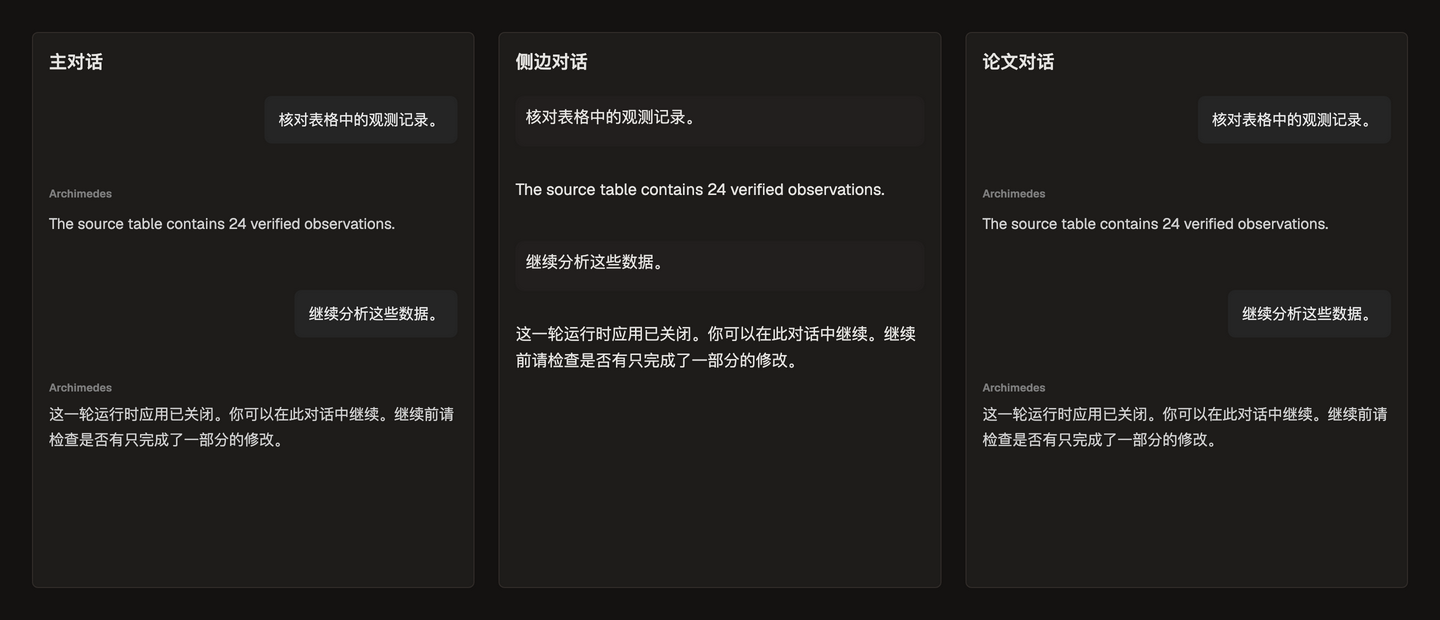 主对话
核对表格中的观测记录。
Archimedes
The source table contains 24 verified observations.
继续分析这些数据。
Archimedes
这一轮运行时应用已关闭。你可以在此对话中继续。继续前请
检查是否有只完成了一部分的修改。
侧边对话
核对表格中的观测记录。
The source table contains 24 verified observations.
继续分析这些数据。
这一轮运行时应用已关闭。你可以在此对话中继续。继续
前请检查是否有只完成了一部分的修改。
论文对话
核对表格中的观测记录。
Archimedes
The source table contains 24 verified observations.
继续分析这些数据。
Archimedes
这一轮运行时应用已关闭。你可以在此对话中继续。继续前请
检查是否有只完成了一部分的修改。